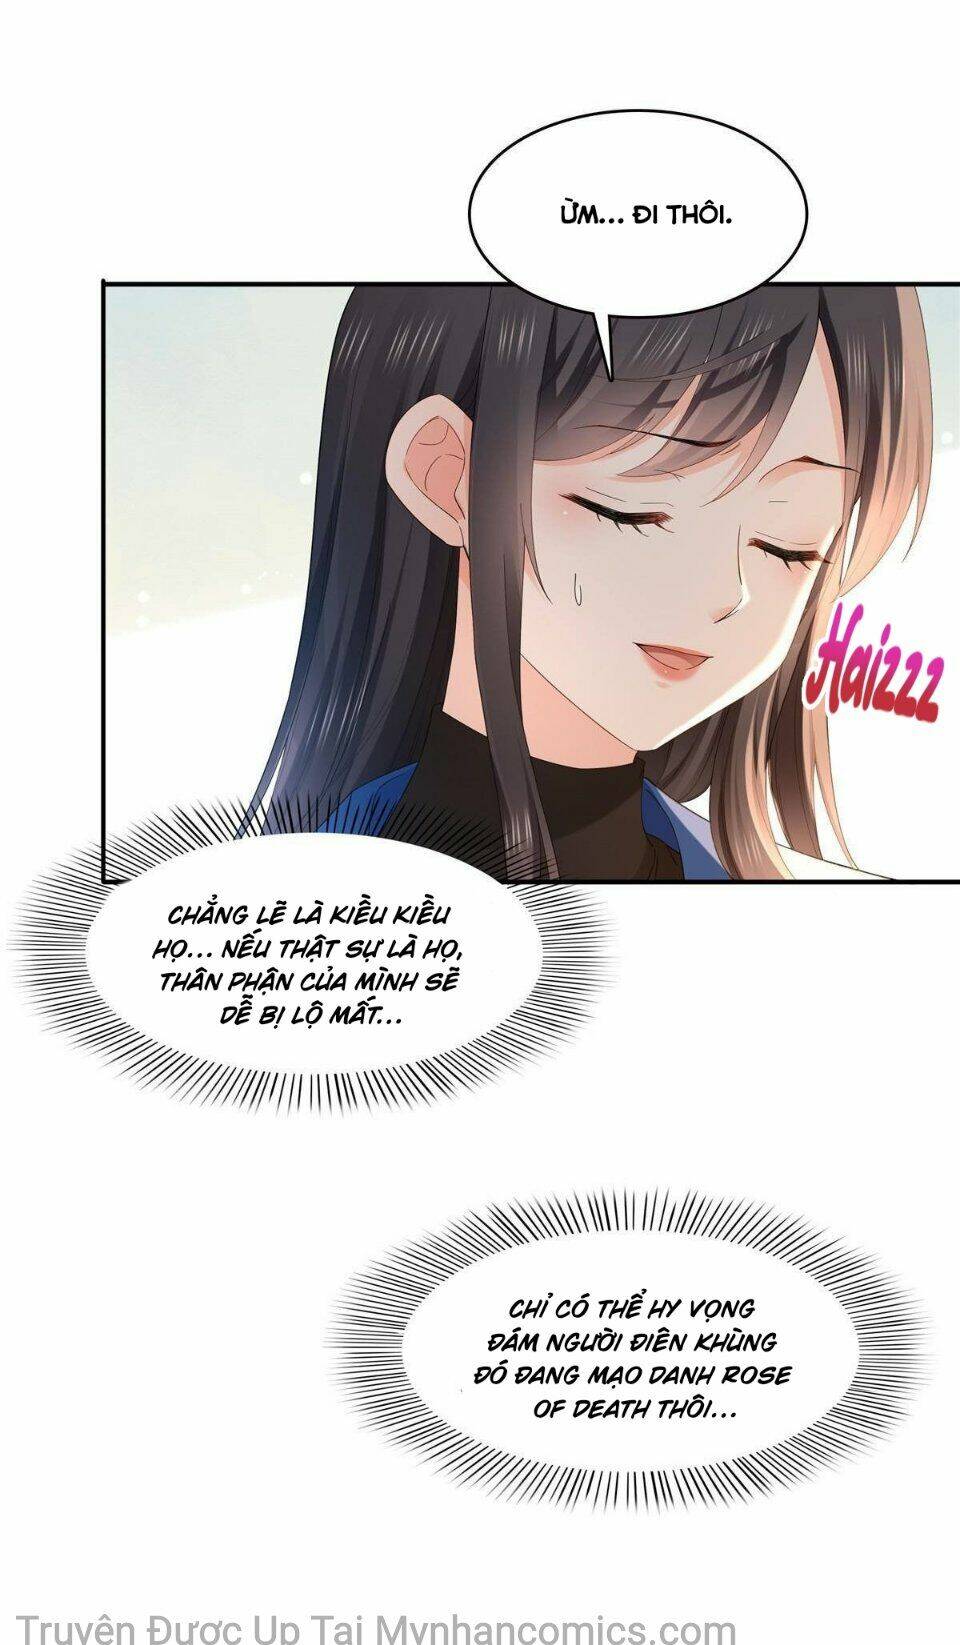 ỪM... ĐI THÔI.
Haizzz
CHẲNG LẼ LÀ KIỀU KIỀU
HỌ... NẾU THẬT SỰ LÀ HỌ,
THÂN PHẬN CỦA MÌNH SẼ
DỄ BỊ LỘ MẤT...
CHỈ CÓ THỂ HY VỌNG
ĐÁM NGƯỜI ĐIÊN KHÙNG
ĐÓ ĐANG MẠO DANH ROSE
OF DEATH THÔI...
Truyện Được Up Tại Mynhancomics.com